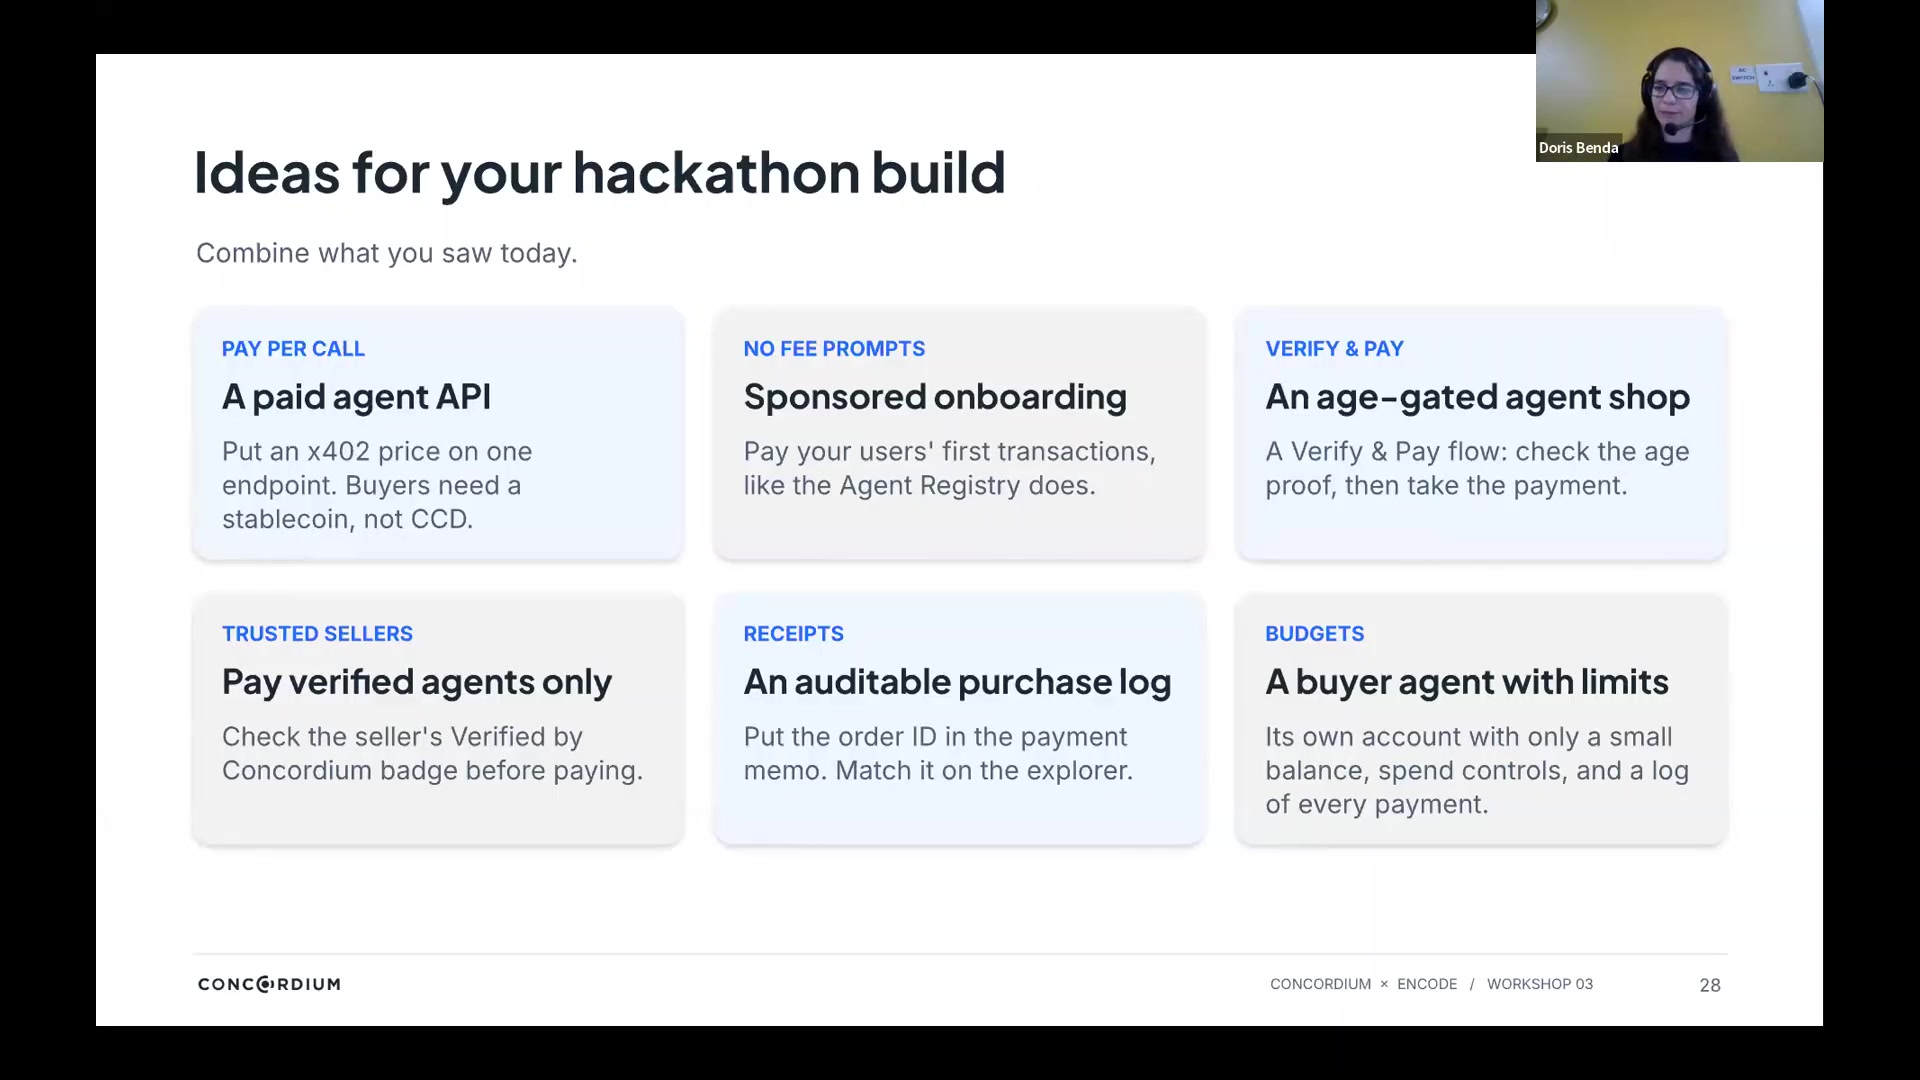 AC
SWITCH
Doris Benda
Ideas for your hackathon build
Combine what you saw today.
PAY PER CALL
A paid agent API
Put an x402 price on one
endpoint. Buyers need a
stablecoin, not CCD.
NO FEE PROMPTS
Sponsored onboarding
Pay your users' first transactions,
like the Agent Registry does.
VERIFY & PAY
An age-gated agent shop
A Verify & Pay flow: check the age
proof, then take the payment.
TRUSTED SELLERS
Pay verified agents only
Check the seller's Verified by
Concordium badge before paying.
RECEIPTS
An auditable purchase log
Put the order ID in the payment
memo. Match it on the explorer.
BUDGETS
A buyer agent with limits
Its own account with only a small
balance, spend controls, and a log
of every payment.
CONCORDIUM
CONCORDIUM × ENCODE / WORKSHOP 03
28